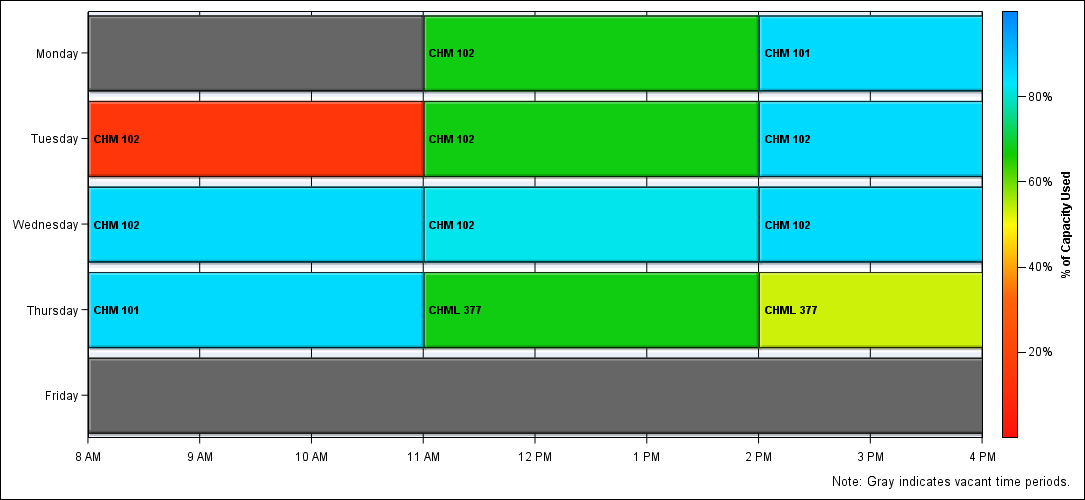 Monday
CHM 102
CHM 101
Tuesday
CHM 102
CHM 102
CHM 102
Wednesday
CHM 102
CHM 102
CHM 102
Thursday
CHM 101
CHML 377
CHML 377
Friday
8 AM
9 AM
10 AM
11 AM
12 PM
1 PM
2 PM
3 PM
4 PM
80%
60%
40%
20%
% of Capacity Used
Note: Gray indicates vacant time periods.